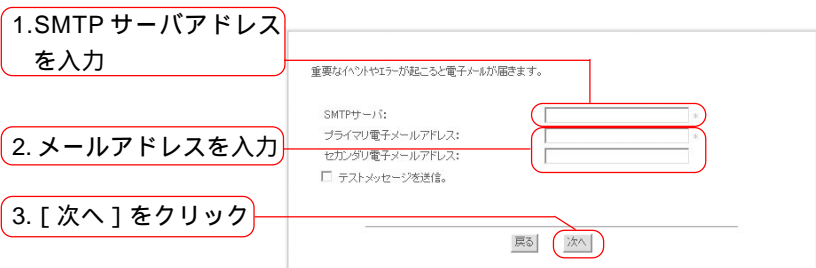 1.SMTP サーバアドレス
を入力
重要なイベントやエラーが起こると電子メールが届きます。
SMTPサーバ:
*
プライマリ電子メールアドレス:
*
2. メールアドレスを入力
セカンダリ電子メールアドレス:
テストメッセージを送信。
3. [ 次へ ] をクリック
戻る
次へ